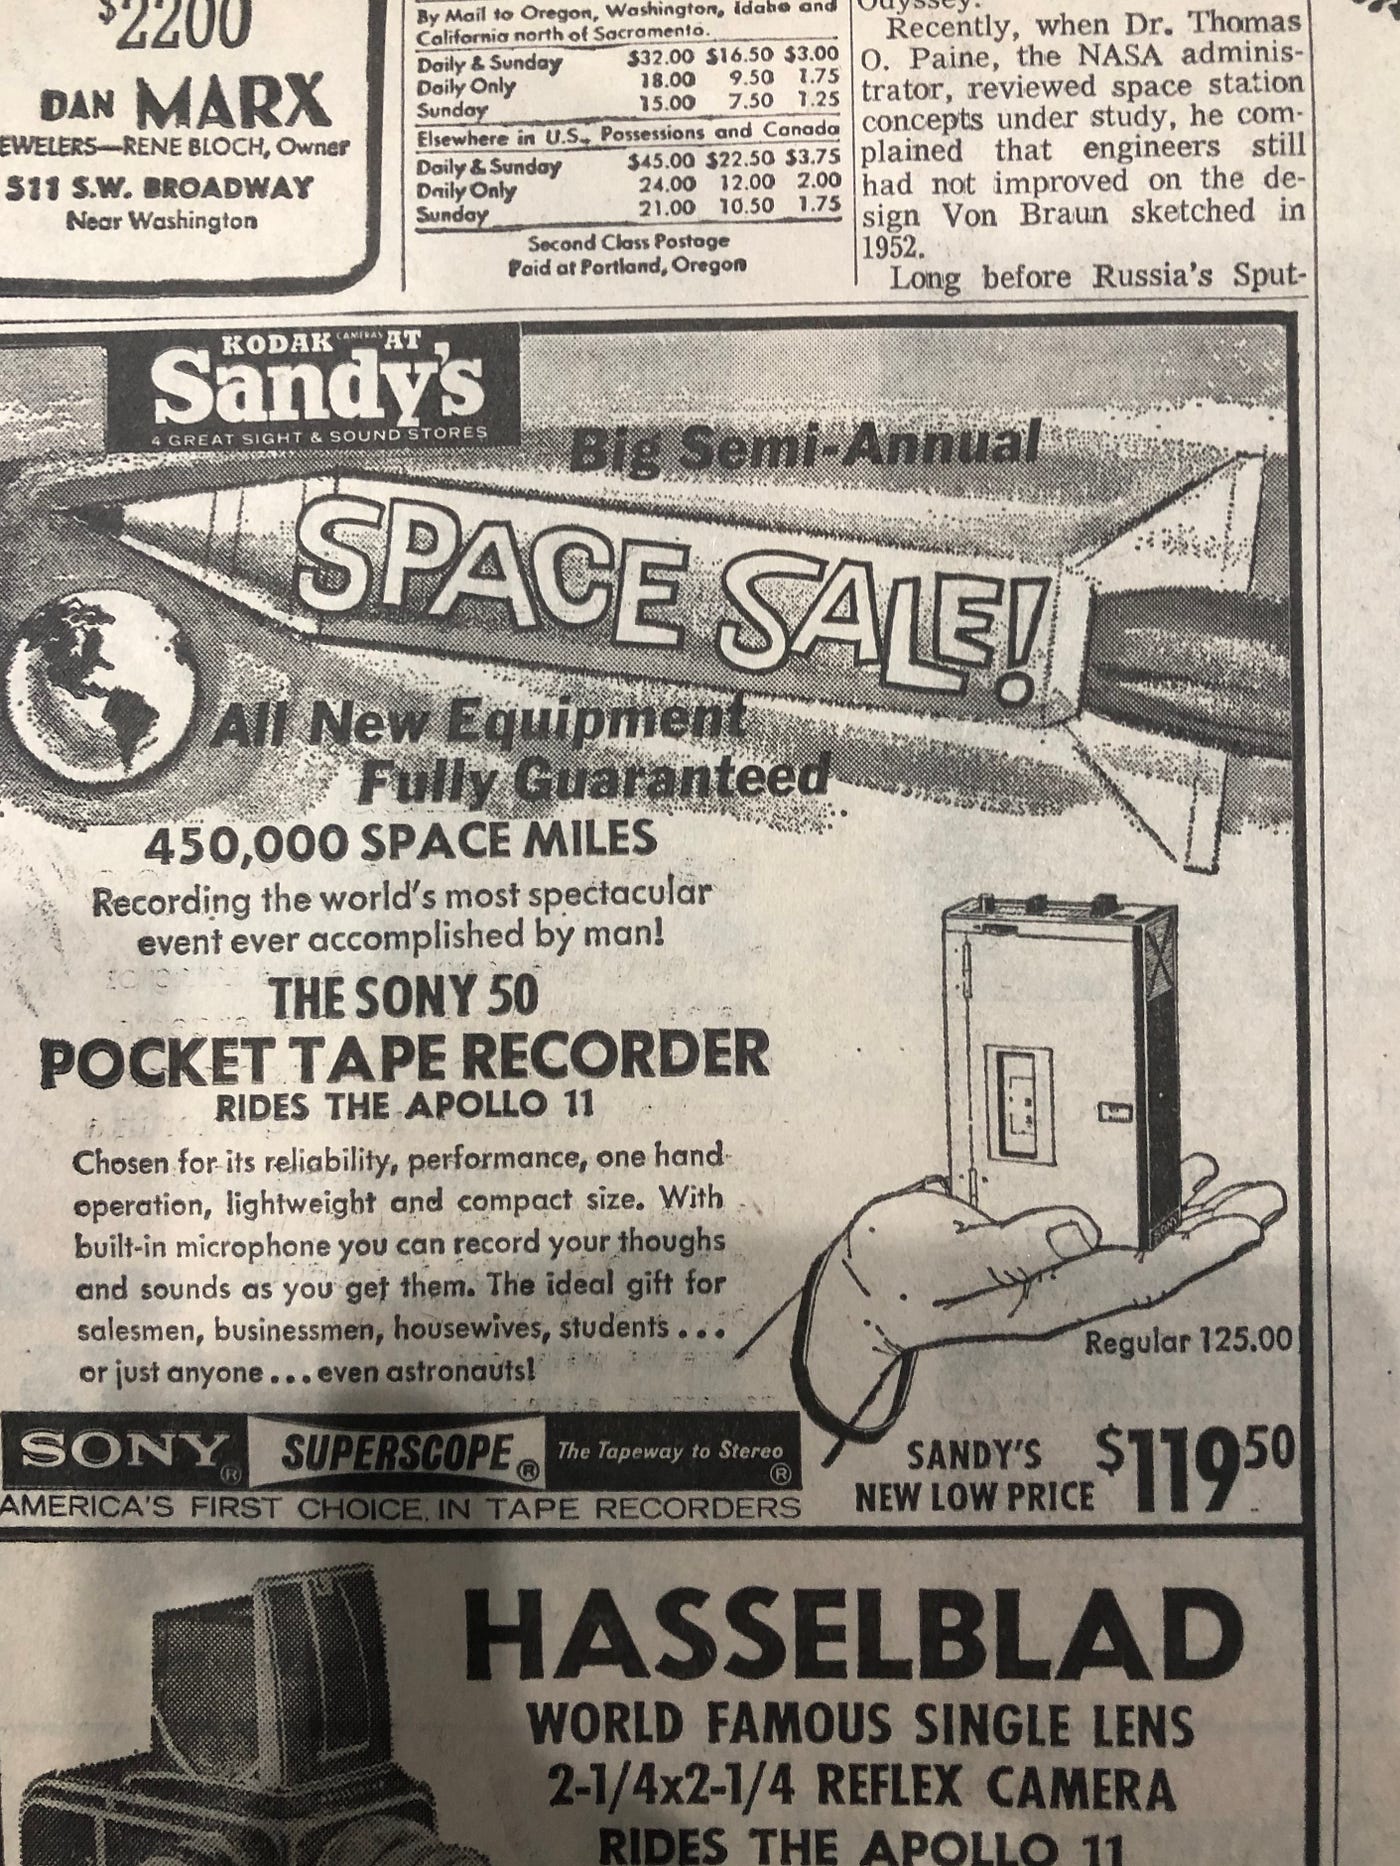 $2200
DAN MARX
EWELERS—RENE BLOCH, Owner
511 S.W. BROADWAY
Near Washington
By Mail to Oregon, Washington, Idaho and
California north of Sacramento.
Daily & Sunday $32.00 $16.50 $3.00
Daily Only 18.00 9.50 1.75
Sunday 15.00 7.50 1.25
Elsewhere in U.S., Possessions and Canada
Daily & Sunday $45.00 $22.50 $3.75
Daily Only 24.00 12.00 2.00
Sunday 21.00 10.50 1.75
Second Class Postage
Paid at Portland, Oregon
Odyssey.
Recently, when Dr. Thomas
O. Paine, the NASA adminis-
trator, reviewed space station
concepts under study, he com-
plained that engineers still
had not improved on the de-
sign Von Braun sketched in
1952.
Long before Russia's Sput-
KODAK CAMERAS AT
Sandy's
4 GREAT SIGHT & SOUND STORES
Big Semi-Annual
SPACE SALE!
All New Equipment
Fully Guaranteed
450,000 SPACE MILES
Recording the world's most spectacular
event ever accomplished by man!
THE SONY 50
POCKET TAPE RECORDER
RIDES THE APOLLO 11
Chosen for its reliability, performance, one hand
operation, lightweight and compact size. With
built-in microphone you can record your thoughs
and sounds as you get them. The ideal gift for
salesmen, businessmen, housewives, students ...
or just anyone ... even astronauts!
Regular 125.00
SONY® SUPERSCOPE® The Tapeway to Stereo®
AMERICA'S FIRST CHOICE IN TAPE RECORDERS
SANDY'S
NEW LOW PRICE $119.50
HASSELBLAD
WORLD FAMOUS SINGLE LENS
2-1/4x2-1/4 REFLEX CAMERA
RIDES THE APOLLO 11